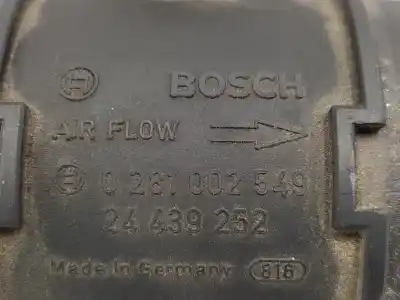 BOSCH
AIR FLOW
0 281 002 549
24 439 252
Made in Germany 816